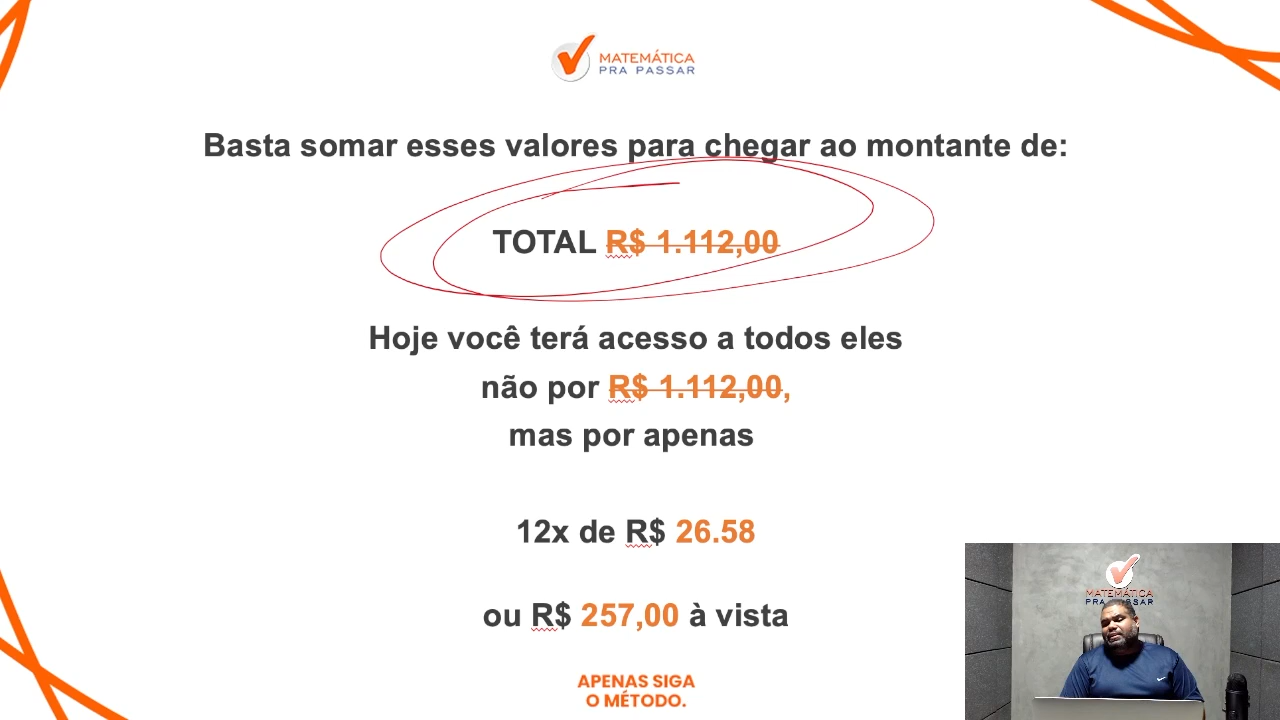 MATEMÁTICA
PRA PASSAR
Basta somar esses valores para chegar ao montante de:
TOTAL R$ 1.112,00
Hoje você terá acesso a todos eles
não por R$ 1.112,00,
mas por apenas
12x de R$ 26.58
ou R$ 257,00 à vista
APENAS SIGA
O MÉTODO.
MATEMÁTICA
PRA PASSAR